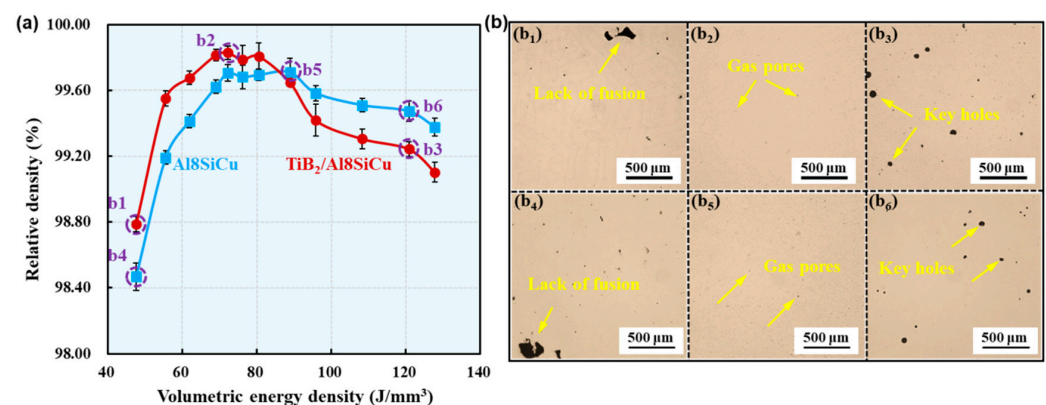 (a)
100.00
99.60
99.20
98.80
98.40
98.00
Relative density (%)
b2
b5
b6
b3
b1
b4
Al8SiCu
TiB₂/Al8SiCu
40
60
80
100
120
140
Volumetric energy density (J/mm³)
(b)
(b₁)
Lack of fusion
500 μm
(b₂)
Gas pores
500 μm
(b₃)
Key holes
500 μm
(b₄)
Lack of fusion
500 μm
(b₅)
Gas pores
500 μm
(b₆)
Key holes
500 μm